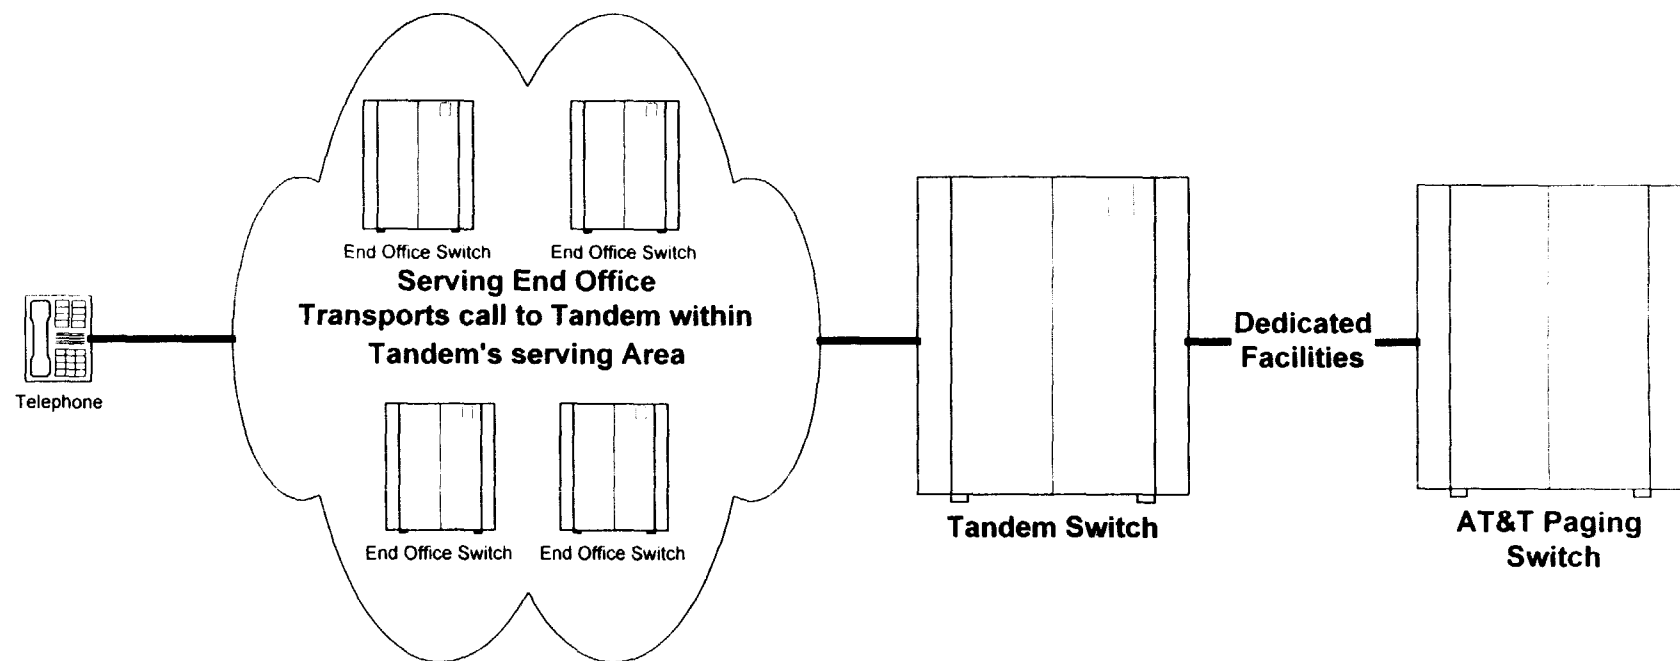 End Office Switch
End Office Switch
Serving End Office
Transports call to Tandem within
Tandem's serving Area
Telephone
End Office Switch
End Office Switch
Tandem Switch
Dedicated
Facilities
AT&T Paging
Switch